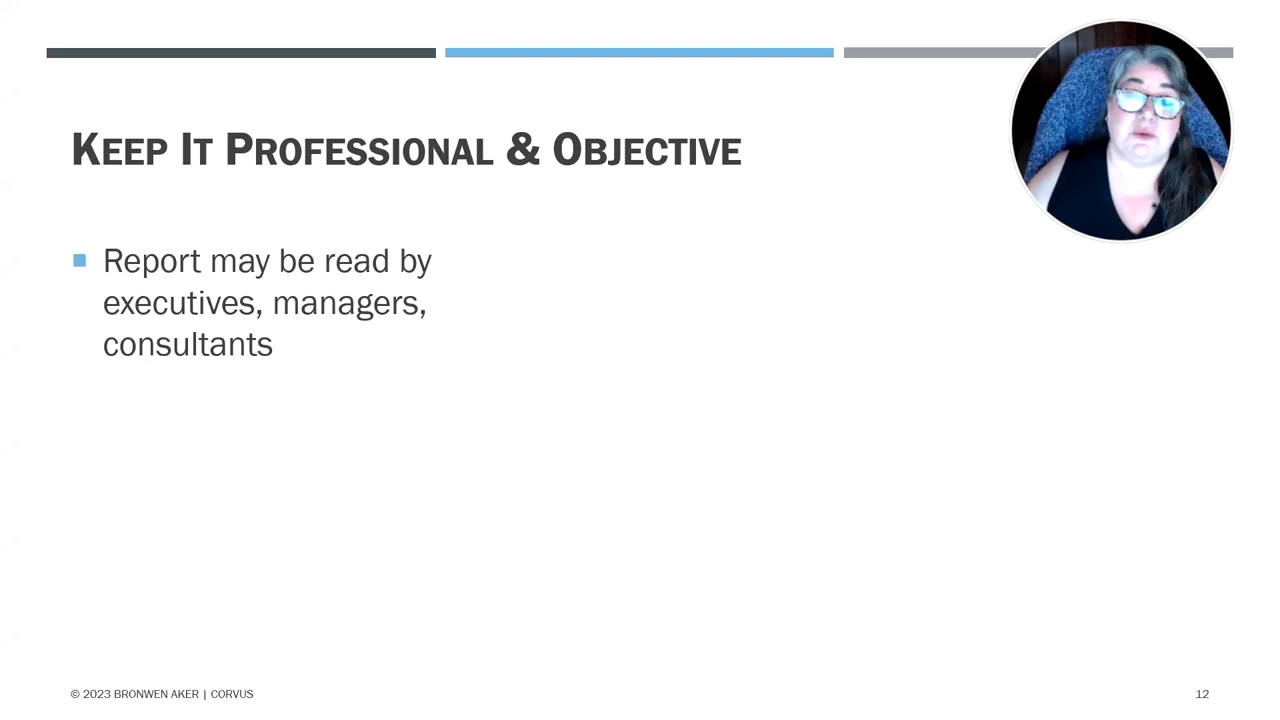 KEEP IT PROFESSIONAL & OBJECTIVE
Report may be read by
executives, managers,
consultants
© 2023 BRONWEN AKER | CORVUS
12